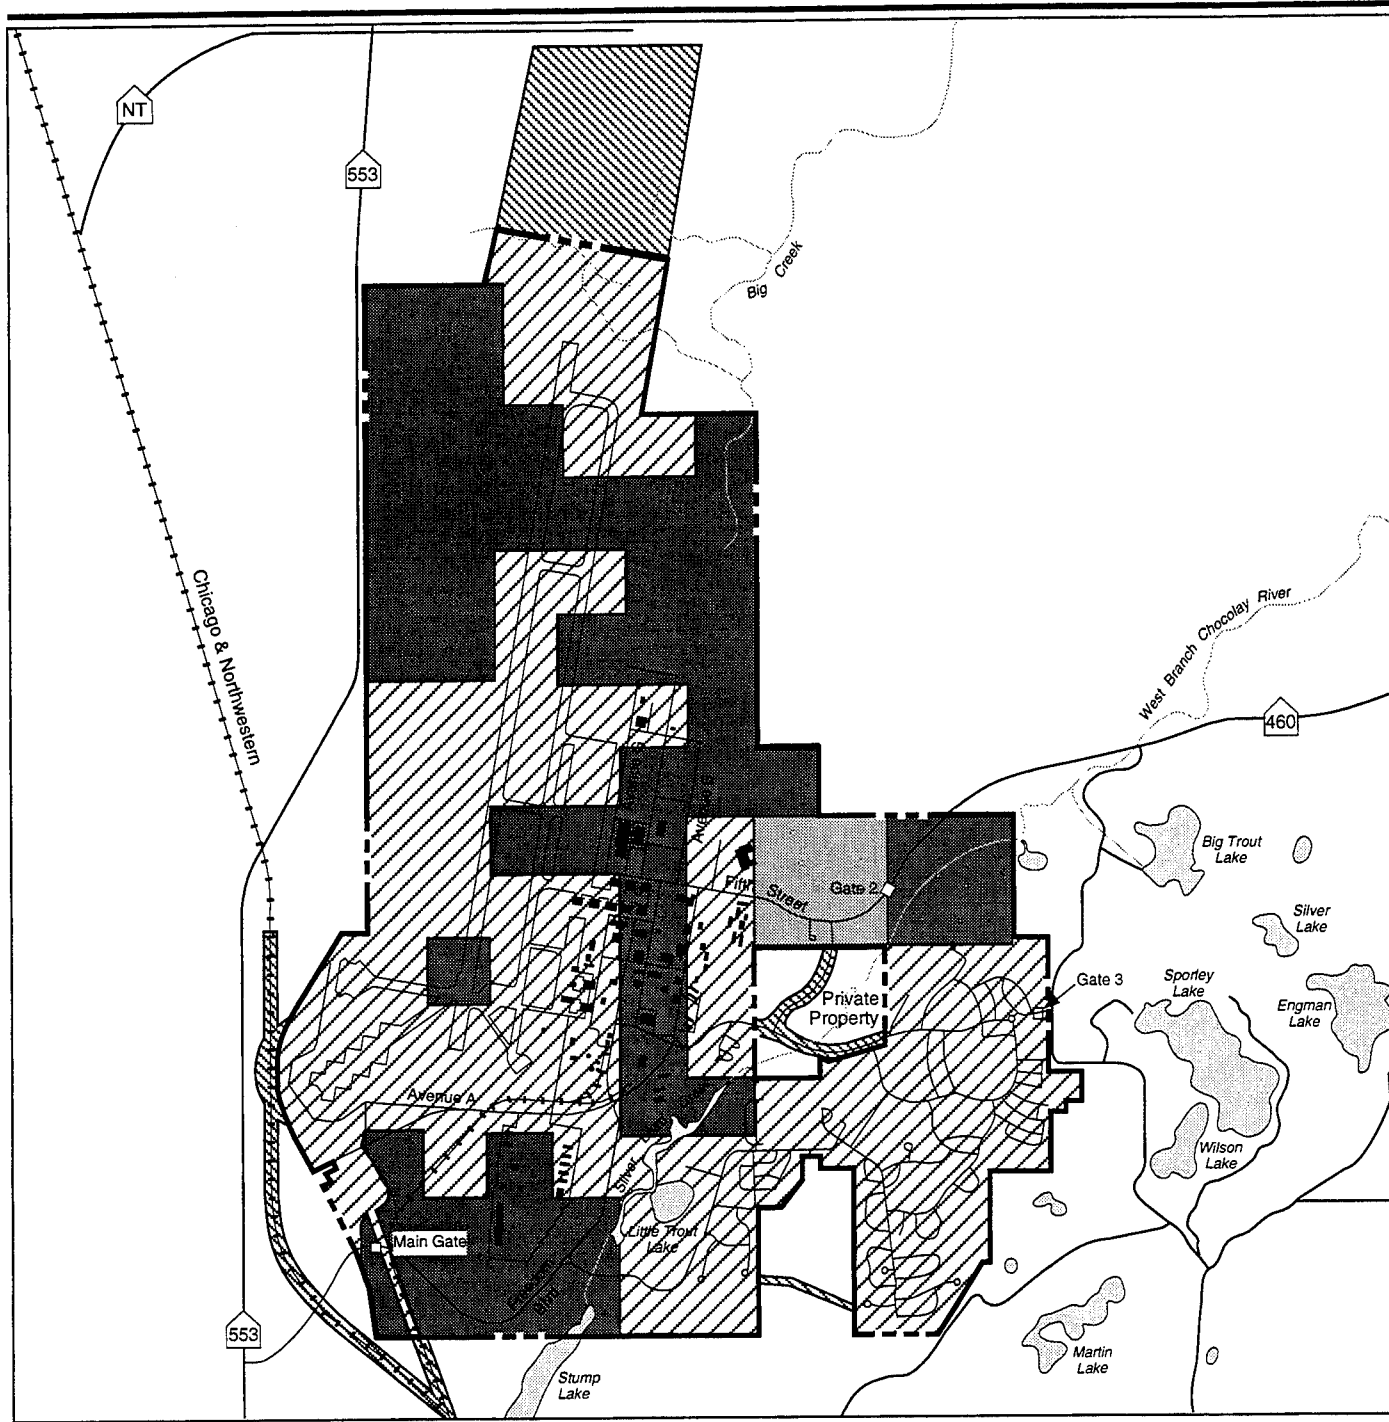 NT
553
Big Creek
Chicago & Northwestern
West Branch Chocolay River
460
Big Trout
Lake
Silver
Lake
Fifth Street
Gate 2
Sporley
Lake
Gate 3
Engman
Lake
Private
Property
Avenue A
Wilson
Lake
Silver
Little Trout
Lake
Main Gate
Blvd
553
Stump
Lake
Martin
Lake